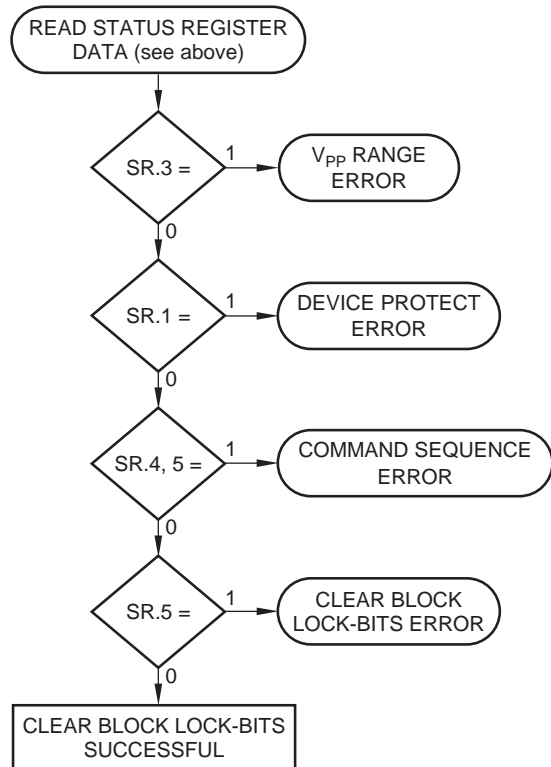 READ STATUS REGISTER
DATA (see above)
SR.3 =
1
VPP RANGE
ERROR
0
SR.1 =
1
DEVICE PROTECT
ERROR
0
SR.4, 5 =
1
COMMAND SEQUENCE
ERROR
0
SR.5 =
1
CLEAR BLOCK
LOCK-BITS ERROR
0
CLEAR BLOCK LOCK-BITS
SUCCESSFUL